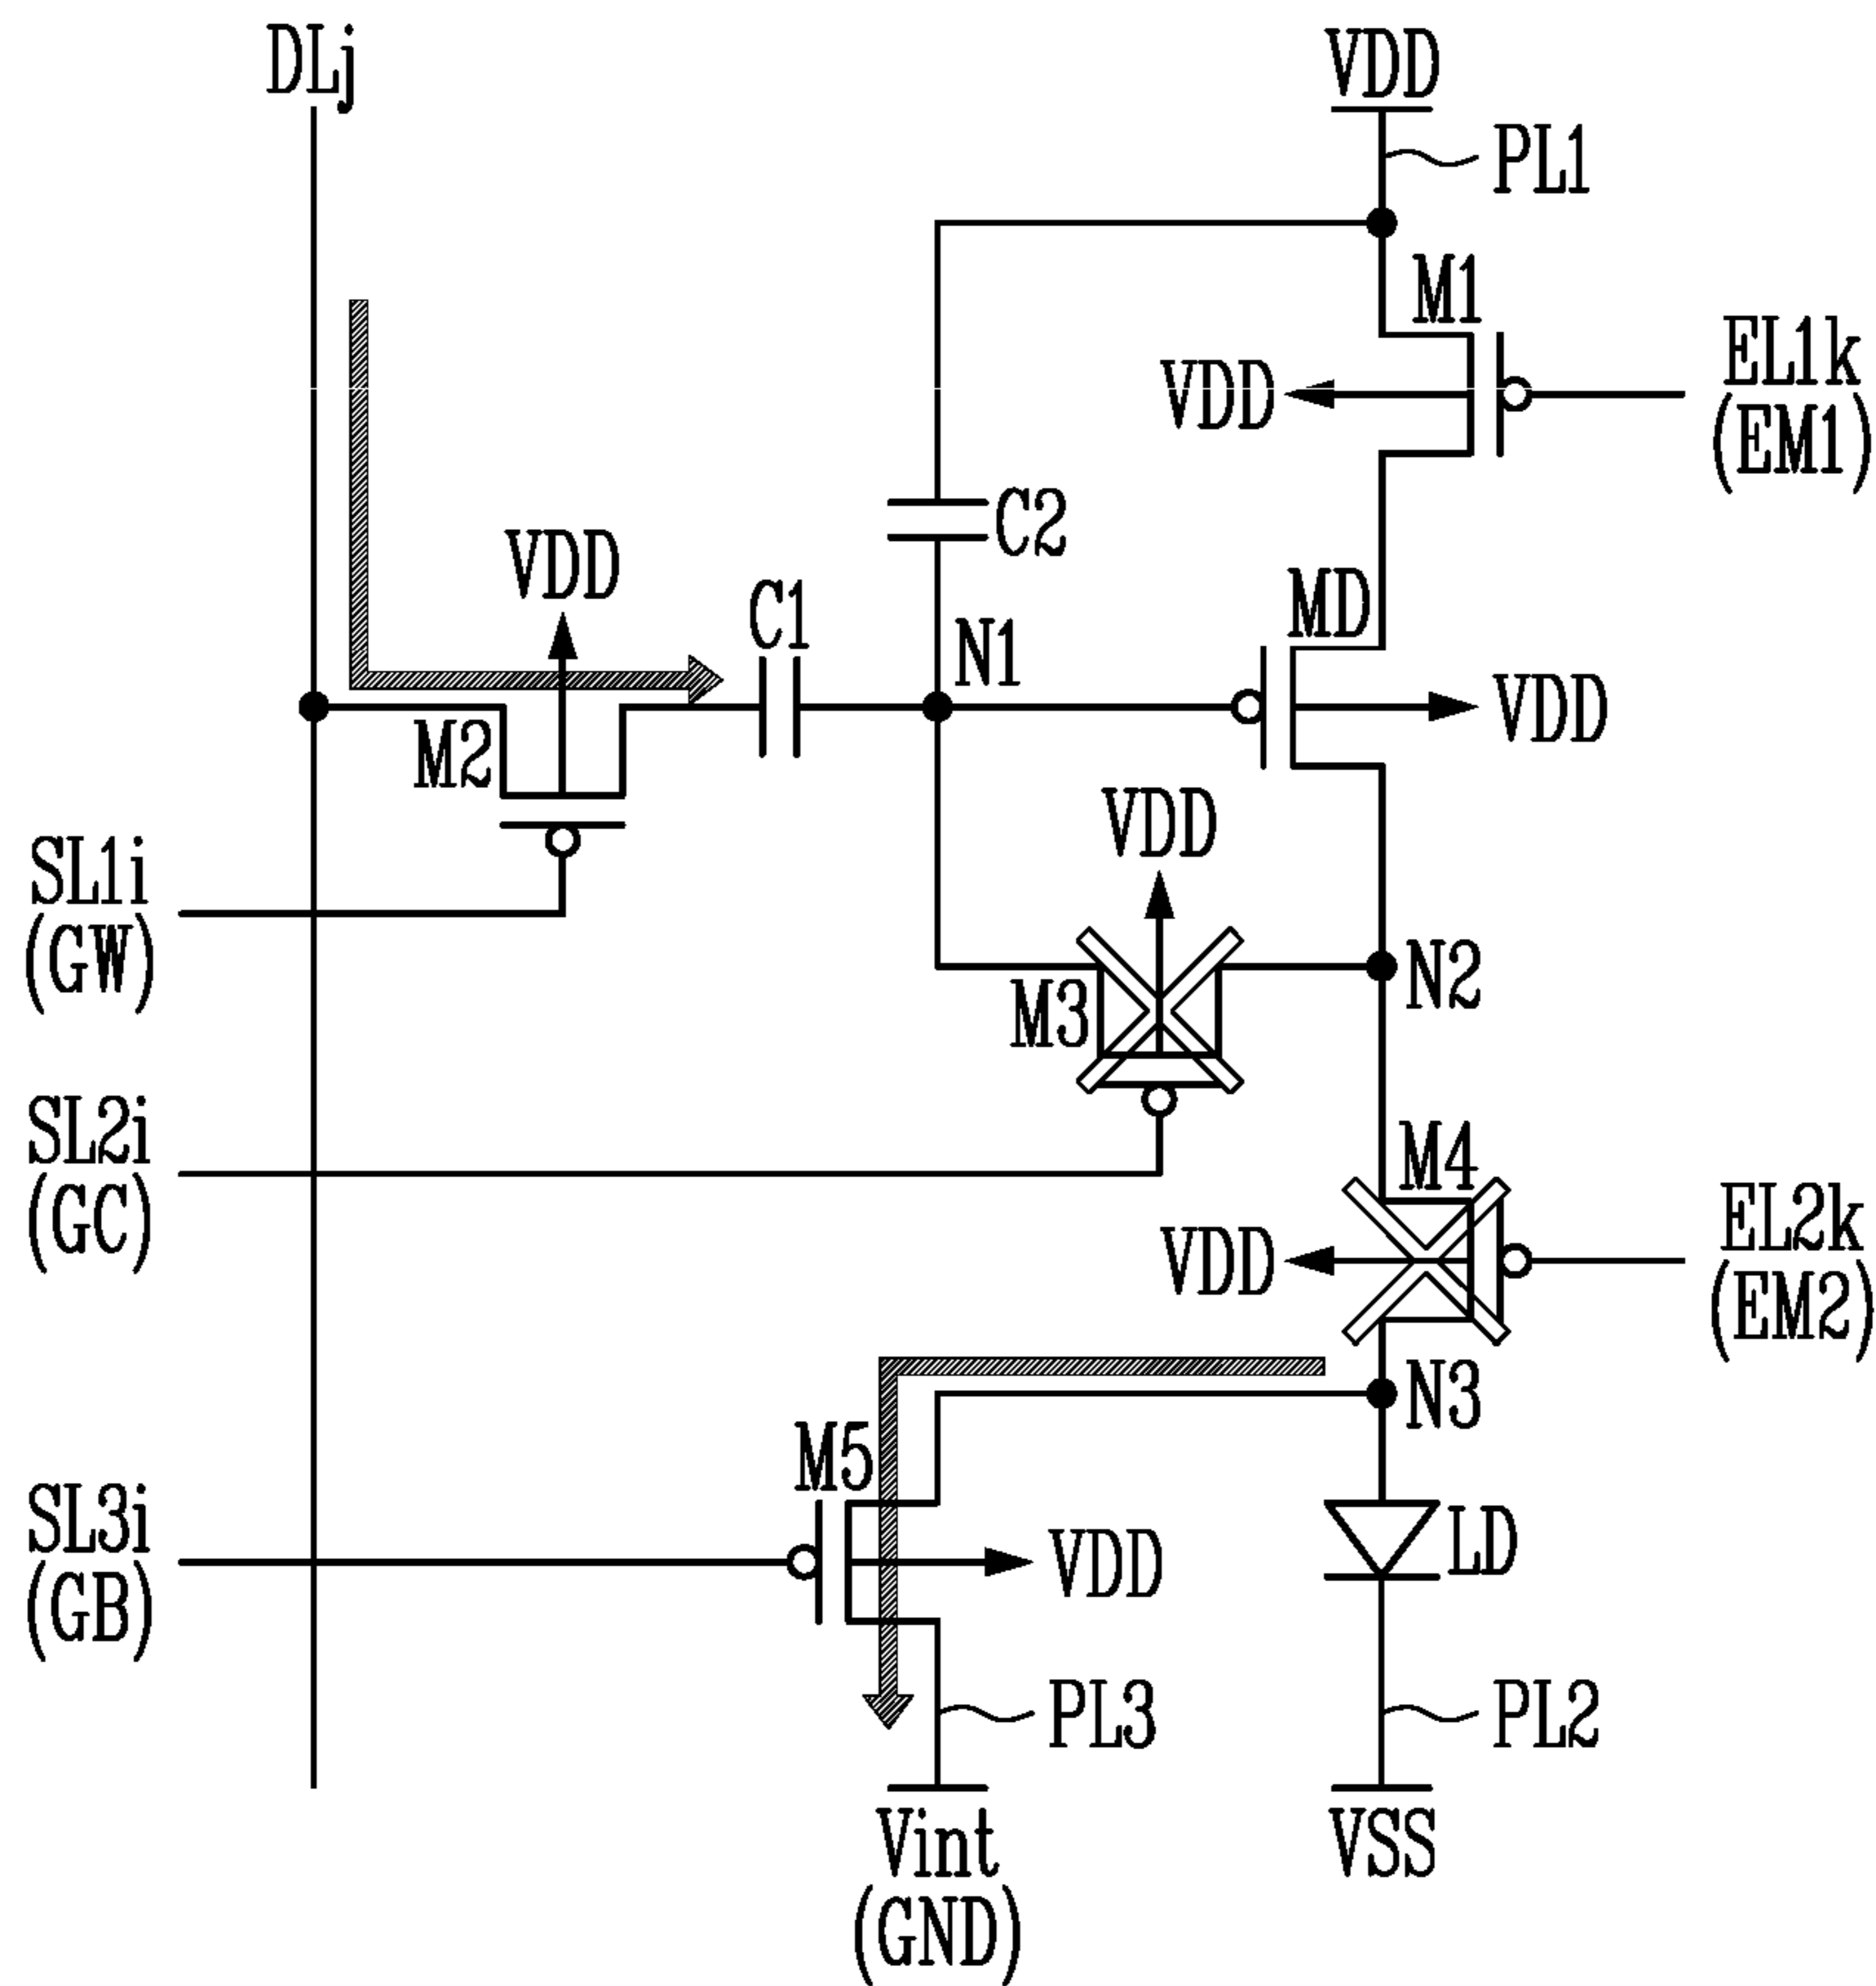 DLj
VDD
PL1
M1
VDD
EL1k
(EM1)
C2
VDD
C1
N1
MD
VDD
M2
VDD
SL1i
(GW)
M3
N2
SL2i
(GC)
M4
VDD
EL2k
(EM2)
N3
M5
SL3i
(GB)
VDD
LD
PL3
PL2
Vint
(GND)
VSS